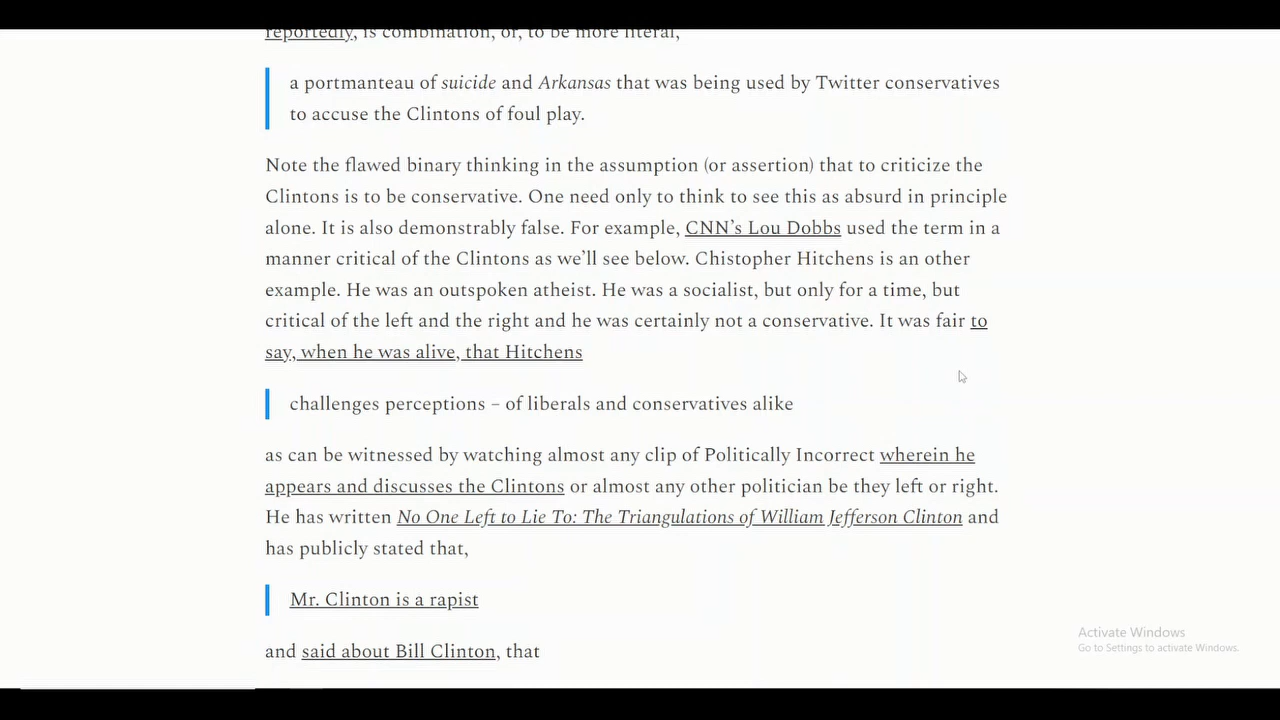 reportedly, is combination, or, to be more literal,
a portmanteau of suicide and Arkansas that was being used by Twitter conservatives
to accuse the Clintons of foul play.
Note the flawed binary thinking in the assumption (or assertion) that to criticize the
Clintons is to be conservative. One need only to think to see this as absurd in principle
alone. It is also demonstrably false. For example, CNN’s Lou Dobbs used the term in a
manner critical of the Clintons as we’ll see below. Chistopher Hitchens is an other
example. He was an outspoken atheist. He was a socialist, but only for a time, but
critical of the left and the right and he was certainly not a conservative. It was fair to
say, when he was alive, that Hitchens
challenges perceptions – of liberals and conservatives alike
as can be witnessed by watching almost any clip of Politically Incorrect wherein he
appears and discusses the Clintons or almost any other politician be they left or right.
He has written No One Left to Lie To: The Triangulations of William Jefferson Clinton and
has publicly stated that,
Mr. Clinton is a rapist
and said about Bill Clinton, that
Activate Windows
Go to Settings to activate Windows.